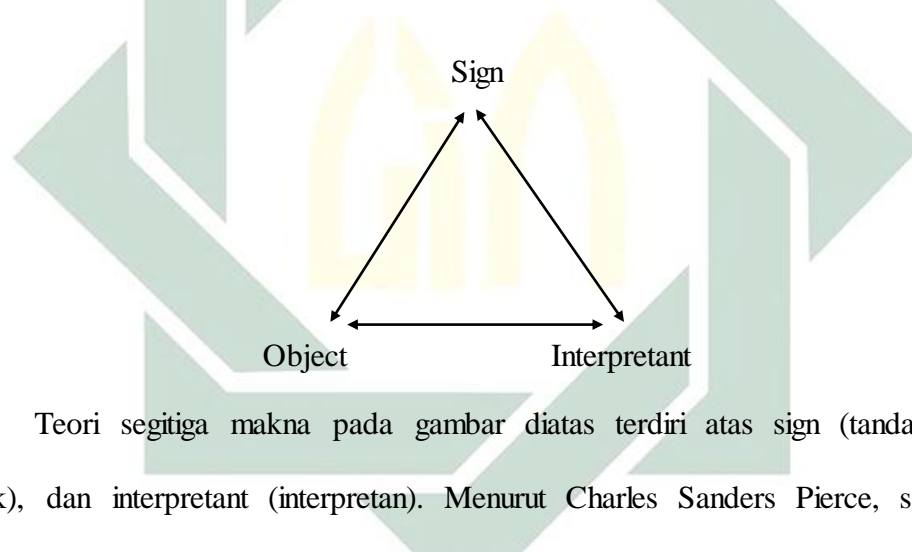 Sign
Object Interpretant
Teori segitiga makna pada gambar diatas terdiri atas sign (tanda
dan interpretant (interpretan). Menurut Charles Sanders Pierce,